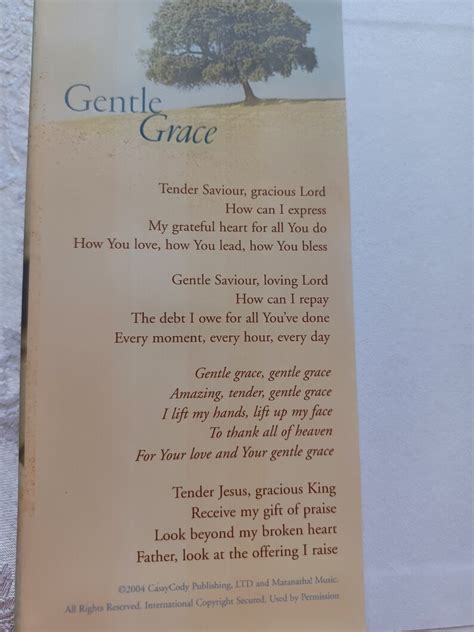 Gentle
Grace
Tender Saviour, gracious Lord
How can I express
My grateful heart for all You do
How You love, how You lead, how You bless
Gentle Saviour, loving Lord
How can I repay
The debt I owe for all You've done
Every moment, every hour, every day
Gentle grace, gentle grace
Amazing, tender, gentle grace
I lift my hands, lift up my face
To thank all of heaven
For Your love and Your gentle grace
Tender Jesus, gracious King
Receive my gift of praise
Look beyond my broken heart
Father, look at the offering I raise
©2004 CaseyCody Publishing, LTD and Matanathal Music.
All Rights Reserved. International Copyright Secured. Used by Permission